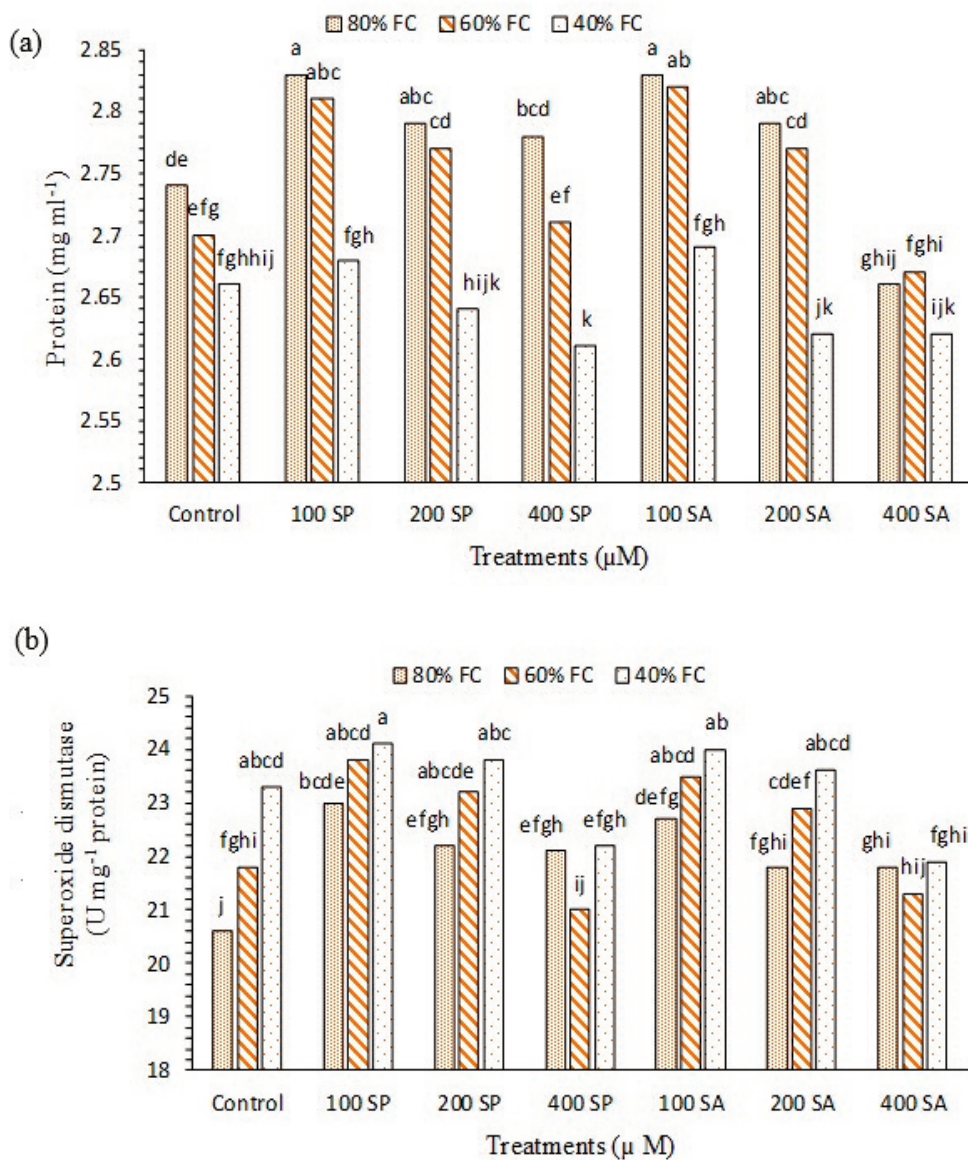 (a)
80% FC 60% FC 40% FC
Protein (mg ml⁻¹)
2.85
2.8
2.75
2.7
2.65
2.6
2.55
2.5
de efg fghhij
a abc fgh
abc cd hijk
bcd ef k
a ab fgh
abc cd jk
ghij fghi ijk
Control 100 SP 200 SP 400 SP 100 SA 200 SA 400 SA
Treatments (µM)
(b)
80% FC 60% FC 40% FC
Superoxide dismutase
(U mg⁻¹ protein)
25
24
23
22
21
20
19
18
j fghi abcd
bcde abcd a
efgh abcde abc
efgh ij efgh
defg abcd ab
fghi cdef abcd
ghi hij fghi
Control 100 SP 200 SP 400 SP 100 SA 200 SA 400 SA
Treatments (µ M)